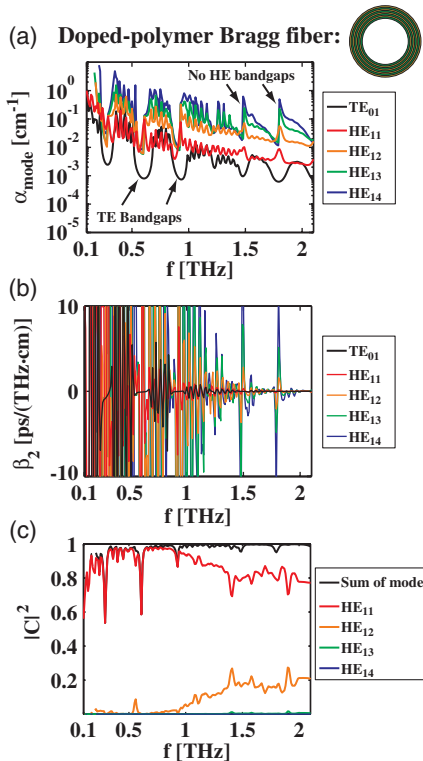 (a) Doped-polymer Bragg fiber:
No HE bandgaps
TE Bandgaps
α_mode [cm⁻¹]
10⁰
10⁻¹
10⁻²
10⁻³
10⁻⁴
10⁻⁵
0.1 0.5 1 1.5 2
f [THz]
TE₀₁
HE₁₁
HE₁₂
HE₁₃
HE₁₄
(b)
β₂ [ps/(THz·cm)]
10
0
-10
0.1 0.5 1 1.5 2
f [THz]
TE₀₁
HE₁₁
HE₁₂
HE₁₃
HE₁₄
(c)
|C|²
1
0.8
0.6
0.4
0.2
0.1 0.5 1 1.5 2
f [THz]
Sum of mode
HE₁₁
HE₁₂
HE₁₃
HE₁₄